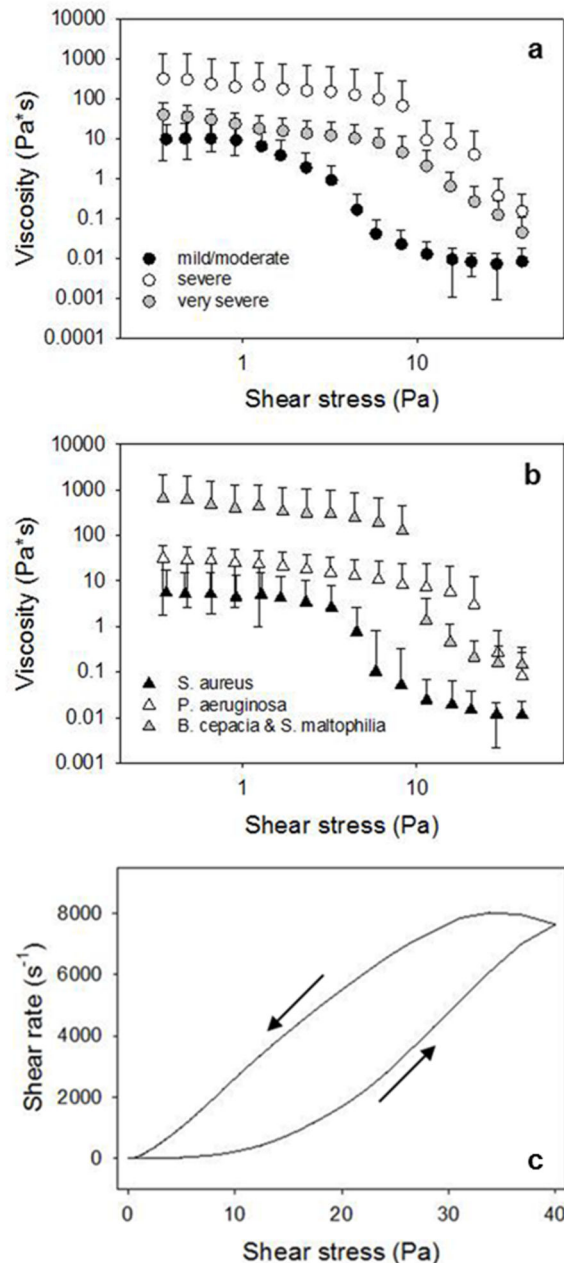 a
10000
1000
100
10
1
0.1
0.01
0.001
0.0001
Viscosity (Pa*s)
mild/moderate
severe
very severe
1 10
Shear stress (Pa)
b
10000
1000
100
10
1
0.1
0.01
0.001
Viscosity (Pa*s)
S. aureus
P. aeruginosa
B. cepacia & S. maltophilia
1 10
Shear stress (Pa)
8000
6000
4000
2000
0
Shear rate (s-1)
c
0 10 20 30 40
Shear stress (Pa)